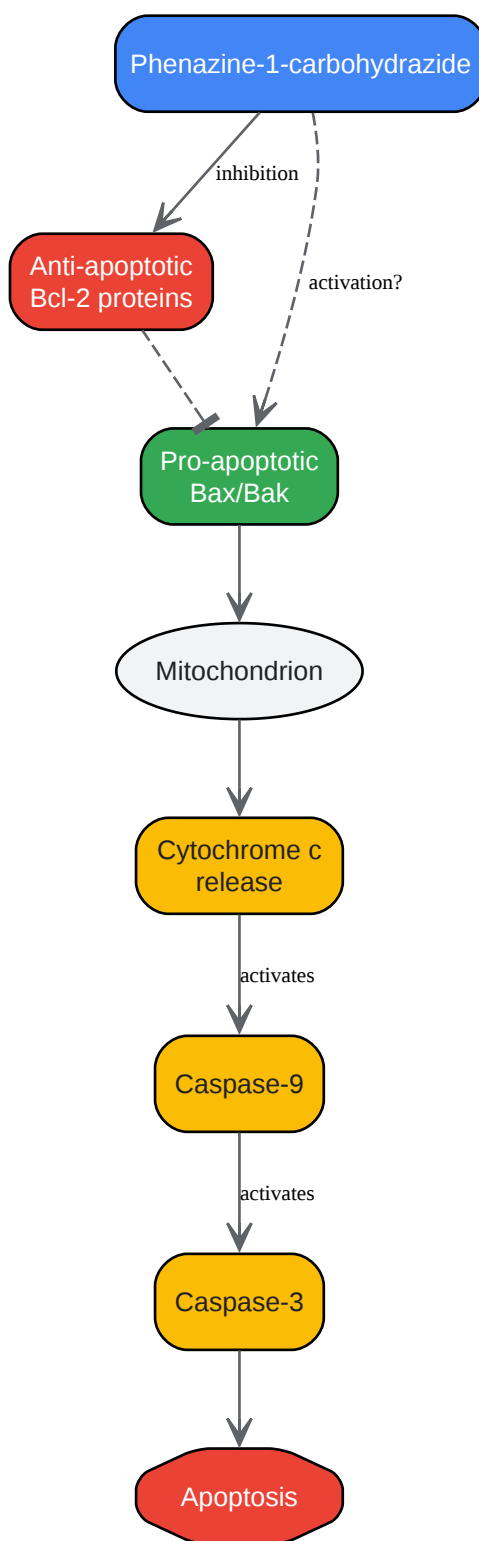 Phenazine-1-carbohydrazide
inhibition
Anti-apoptotic
Bcl-2 proteins
activation?
Pro-apoptotic
Bax/Bak
Mitochondrion
Cytochrome c
release
activates
Caspase-9
activates
Caspase-3
Apoptosis